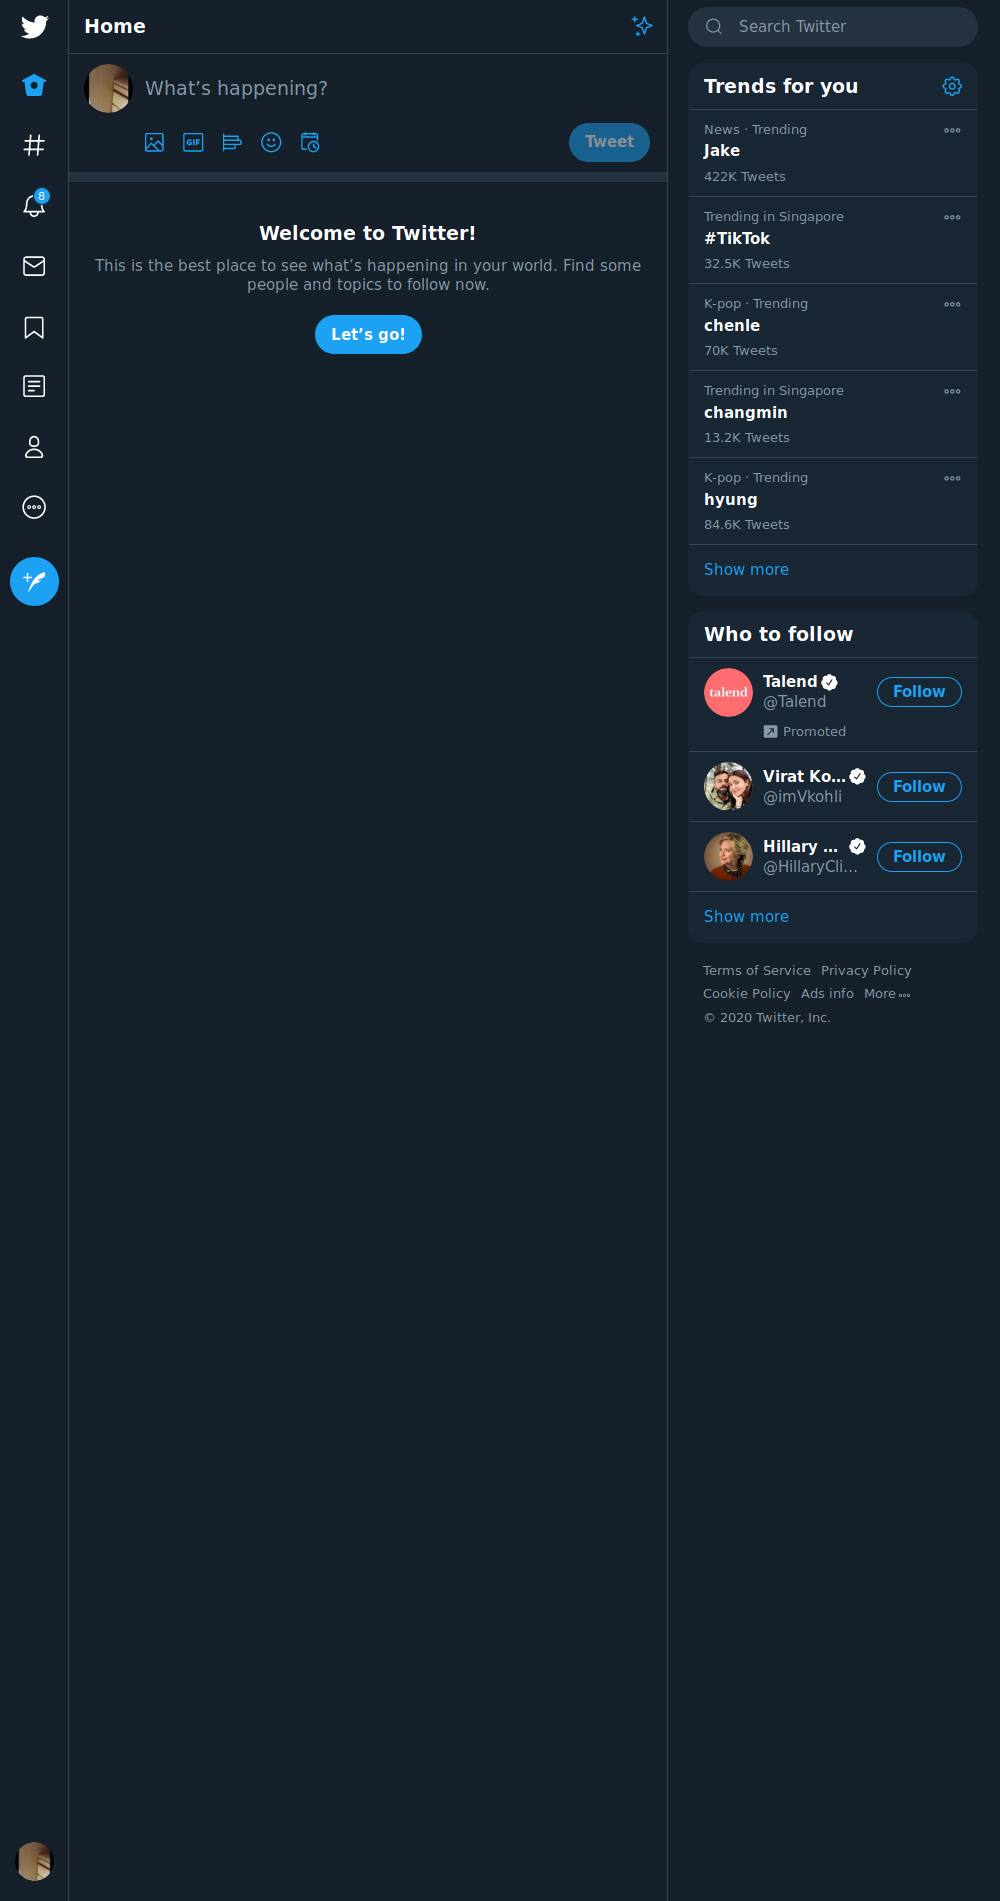 Home
What’s happening?
GIF
Tweet
8
Welcome to Twitter!
This is the best place to see what’s happening in your world. Find some
people and topics to follow now.
Let’s go!
Search Twitter
Trends for you
News · Trending
Jake
422K Tweets
Trending in Singapore
#TikTok
32.5K Tweets
K-pop · Trending
chenle
70K Tweets
Trending in Singapore
changmin
13.2K Tweets
K-pop · Trending
hyung
84.6K Tweets
Show more
Who to follow
talend
Talend
@Talend
Follow
Promoted
Virat Ko...
@imVkohli
Follow
Hillary ...
@HillaryCli...
Follow
Show more
Terms of Service Privacy Policy
Cookie Policy Ads info More
© 2020 Twitter, Inc.